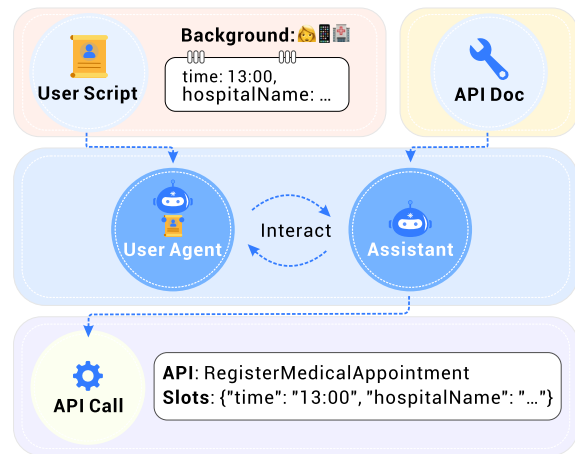 Background:
time: 13:00,
hospitalName: ...
User Script
API Doc
User Agent
Interact
Assistant
API: RegisterMedicalAppointment
Slots: {"time": "13:00", "hospitalName": "..."}
API Call